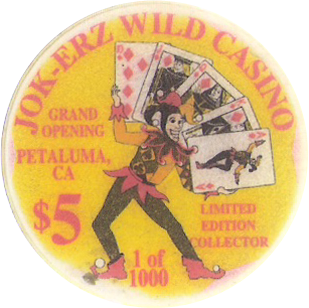 JOK-ERZ WILD CASINO
GRAND
OPENING
PETALUMA,
CA
$5
LIMITED
EDITION
COLLECTOR
1 of
1000